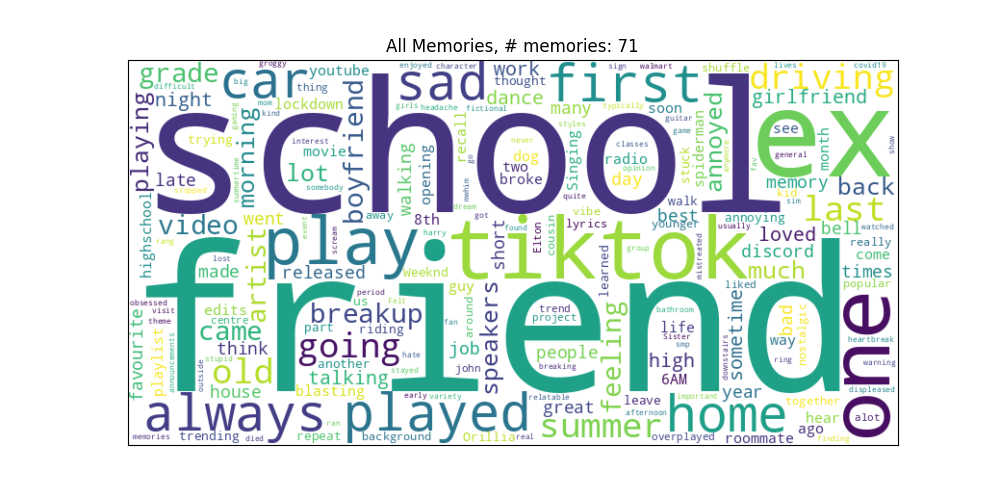 All Memories, # memories: 71
grade car youtube sad work first shuffle driving
groggy enjoyed character sign walmart covid19 lives
difficult big thing thought dance many soon girlfriend
night mom lockdown girls headache fictional typically
playing kind gaming boyfriend recall styles guitar game annoyed
school ex
trying morning interest movie somebody walking opening never dog two broke singing radio opinion day classes stuck spiderman anymore see general month show
late lot summertime stopped go mwhim quite dream walk kid memory back
highschool video went event away 8th got found vibe lyrics best younger annoying last sim fav watched
rang lost scream play harry short Elton cousin tiktok group mistreated usually loved bell really
made artist released Weeknd guy learned liked discord much come times popular
friend
obsessed visit theme edits centre us period Felt fan around speakers trend project bathroom life Sister smp sometime bad nostalgic way heartbreak
favourite playlist announcements came breakup part riding going another hate job john people breaking feeling high 6AM downstairs ring warning one
think stupid outside old talking stayed house blasting early variety relatable great leave important year together displeased
always ran played summer afternoon home hear alot
memories trending died repeat background Orillia real overplayed roommate ago finding